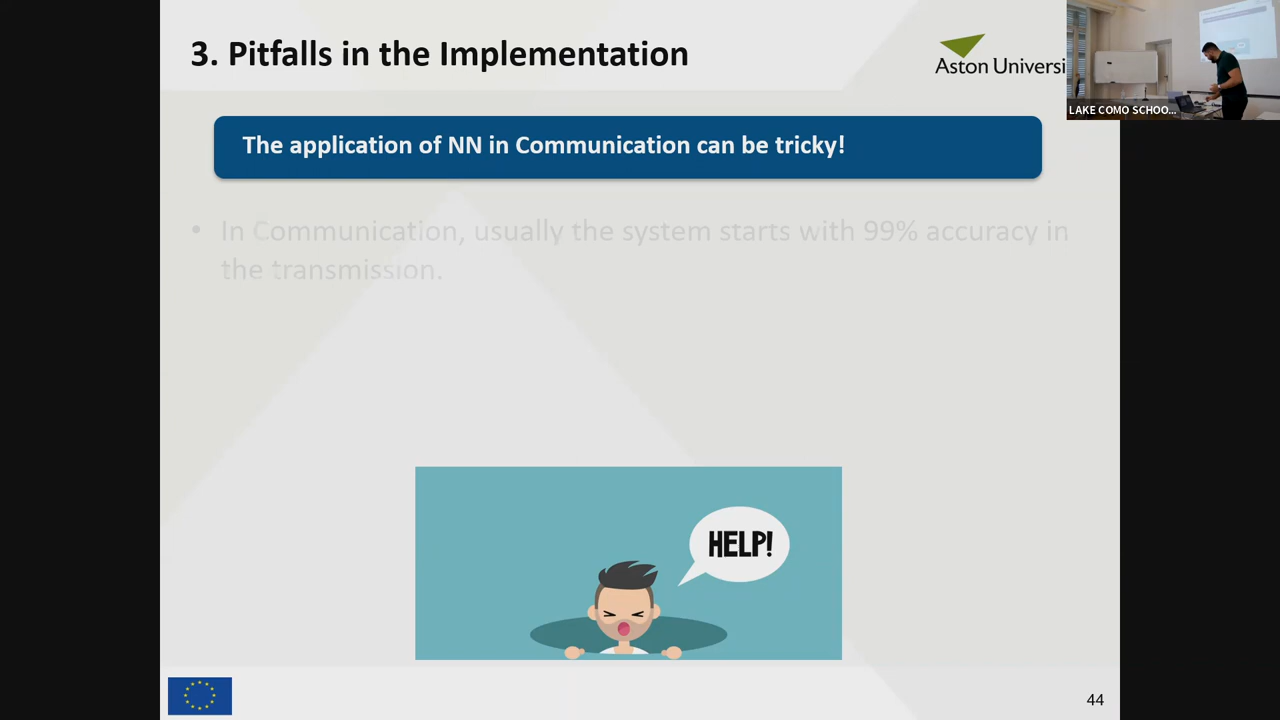 3. Pitfalls in the Implementation
Aston Universi
LAKE COMO SCHOO...
The application of NN in Communication can be tricky!
• In Communication, usually the system starts with 99% accuracy in
the transmission.
HELP!
44